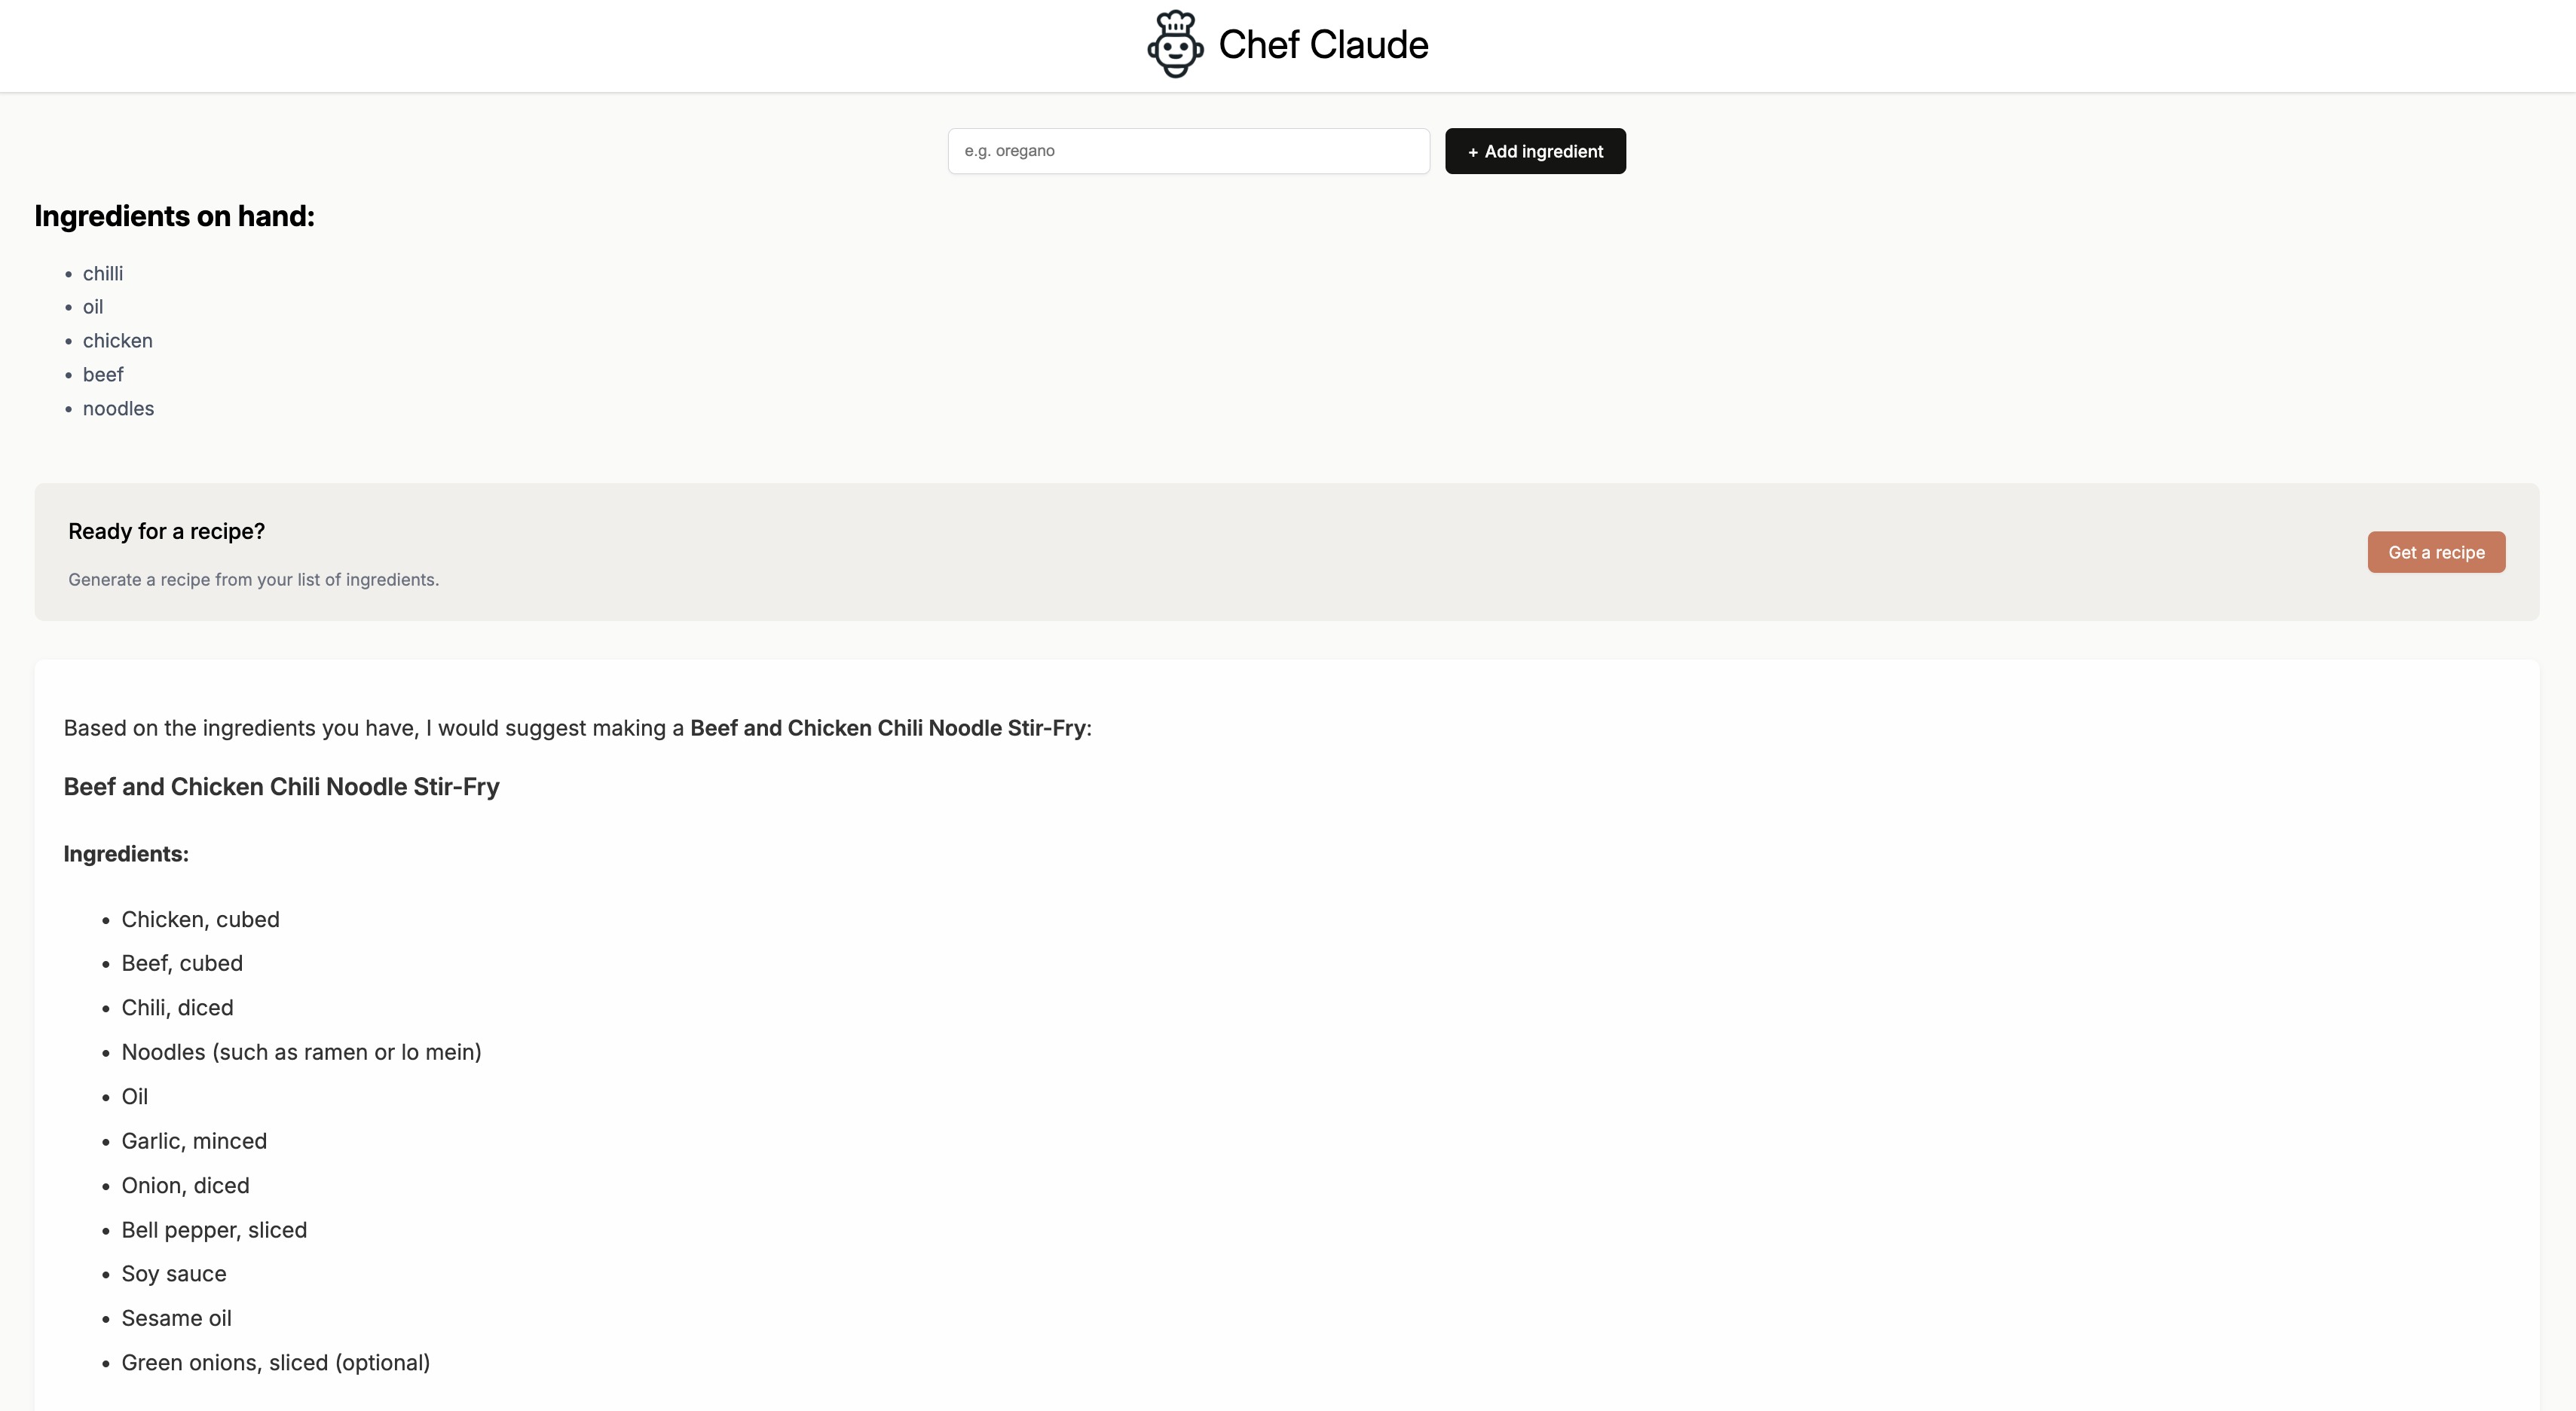 Chef Claude
e.g. oregano
+ Add ingredient
Ingredients on hand:
• chilli
• oil
• chicken
• beef
• noodles
Ready for a recipe?
Generate a recipe from your list of ingredients.
Get a recipe
Based on the ingredients you have, I would suggest making a Beef and Chicken Chili Noodle Stir-Fry:
Beef and Chicken Chili Noodle Stir-Fry
Ingredients:
• Chicken, cubed
• Beef, cubed
• Chili, diced
• Noodles (such as ramen or lo mein)
• Oil
• Garlic, minced
• Onion, diced
• Bell pepper, sliced
• Soy sauce
• Sesame oil
• Green onions, sliced (optional)